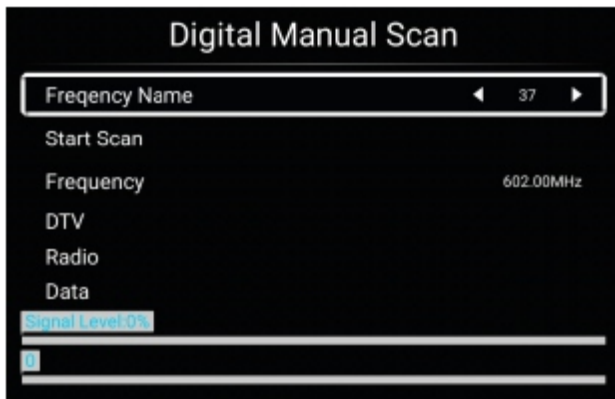 Digital Manual Scan
Freqency Name 37
Start Scan
Frequency 602.00MHz
DTV
Radio
Data
Signal Level:0%
0